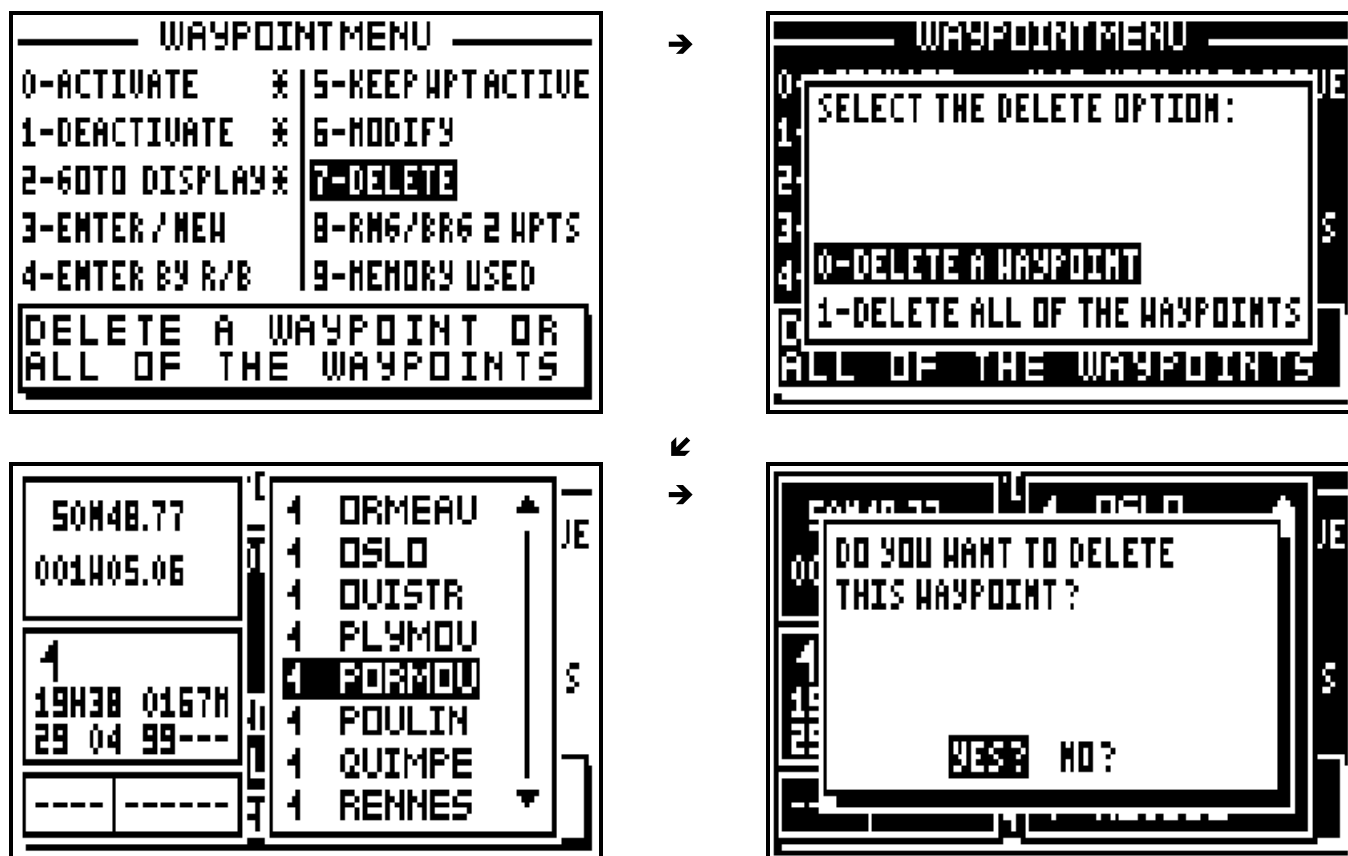 WAYPOINT MENU
0-ACTIVATE * 5-KEEP WPT ACTIVE
1-DEACTIVATE * 6-MODIFY
2-GOTO DISPLAY* 7-DELETE
3-ENTER / NEW 8-RNG/BRG 2 WPTS
4-ENTER BY R/B 9-MEMORY USED
DELETE A WAYPOINT OR
ALL OF THE WAYPOINTS
→
WAYPOINT MENU
SELECT THE DELETE OPTION:
0-DELETE A WAYPOINT
1-DELETE ALL OF THE WAYPOINTS
ALL OF THE WAYPOINTS
↙
50N48.77
001W05.06
19H38 0167M
29 04 99---
---- ------
ORMEAU
OSLO
OUISTR
PLYMOU
PORMOU
POULIN
QUIMPE
RENNES
→
DO YOU WANT TO DELETE
THIS WAYPOINT ?
YES? NO?